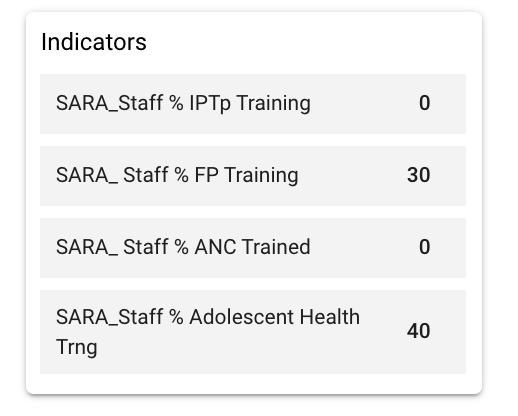 Indicators
SARA_Staff % IPTp Training 0
SARA_ Staff % FP Training 30
SARA_ Staff % ANC Trained 0
SARA_Staff % Adolescent Health
Trng 40